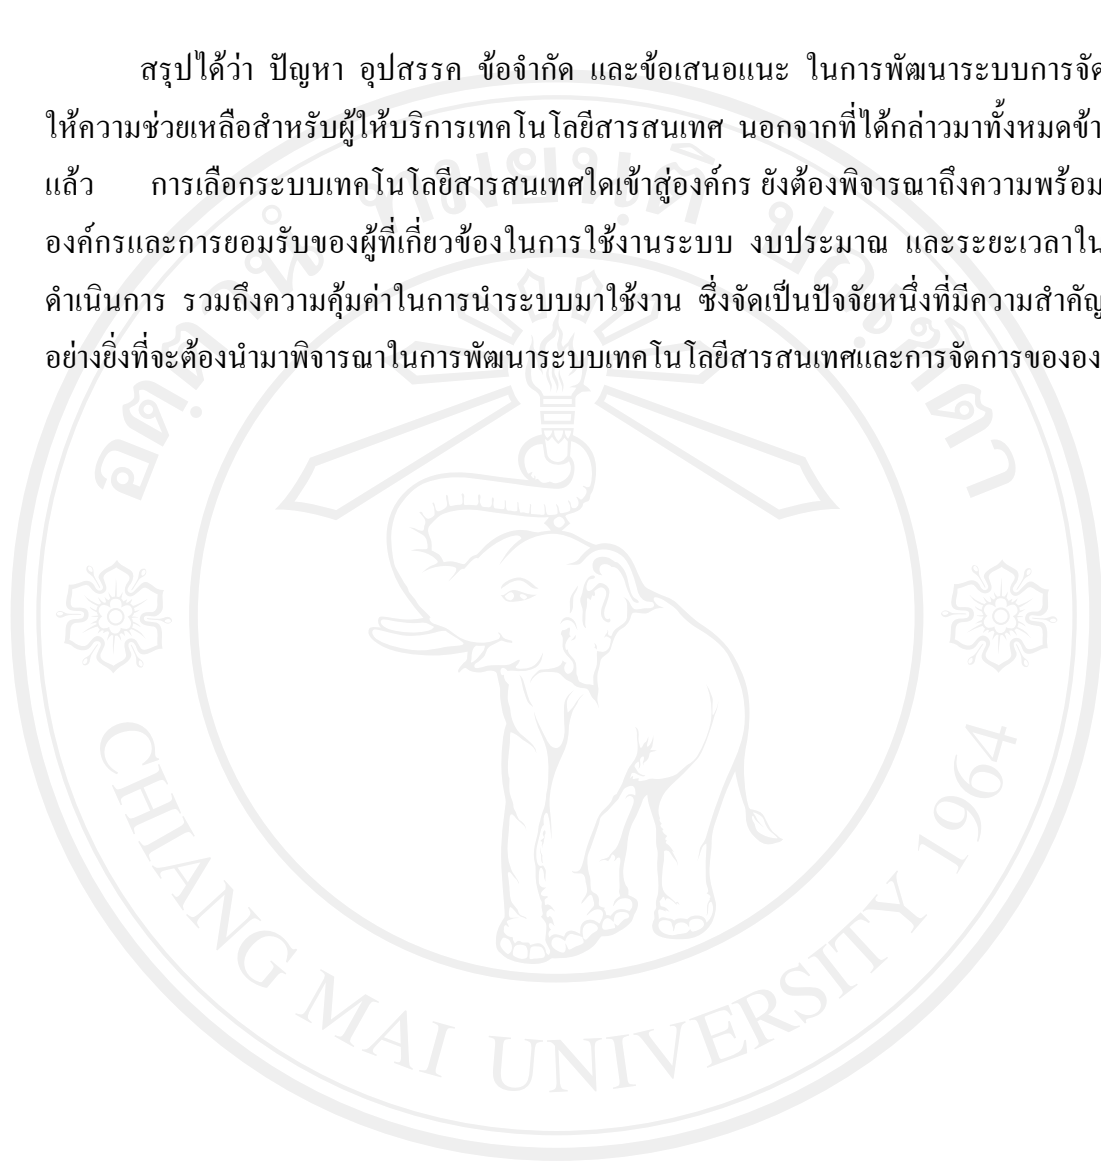 สรุปได้ว่า ปัญหา อุปสรรค ข้อจำกัด และข้อเสนอแนะ ในการพัฒนาระบบการจัด
ให้ความช่วยเหลือสำหรับผู้ให้บริการเทคโนโลยีสารสนเทศ นอกจากที่ได้กล่าวมาทั้งหมดข้า
แล้ว การเลือกระบบเทคโนโลยีสารสนเทศใดเข้าสู่องค์กร ยังต้องพิจารณาถึงความพร้อม
องค์กรและการยอมรับของผู้ที่เกี่ยวข้องในการใช้งานระบบ งบประมาณ และระยะเวลาใน
ดำเนินการ รวมถึงความคุ้มค่าในการนำระบบมาใช้งาน ซึ่งจัดเป็นปัจจัยหนึ่งที่มีความสำคัญ
อย่างยิ่งที่จะต้องนำมาพิจารณาในการพัฒนาระบบเทคโนโลยีสารสนเทศและการจัดการขององ
อตฺตานํ ทมยนฺติ ปณฺฑิตา
CHIANG MAI UNIVERSITY 1964